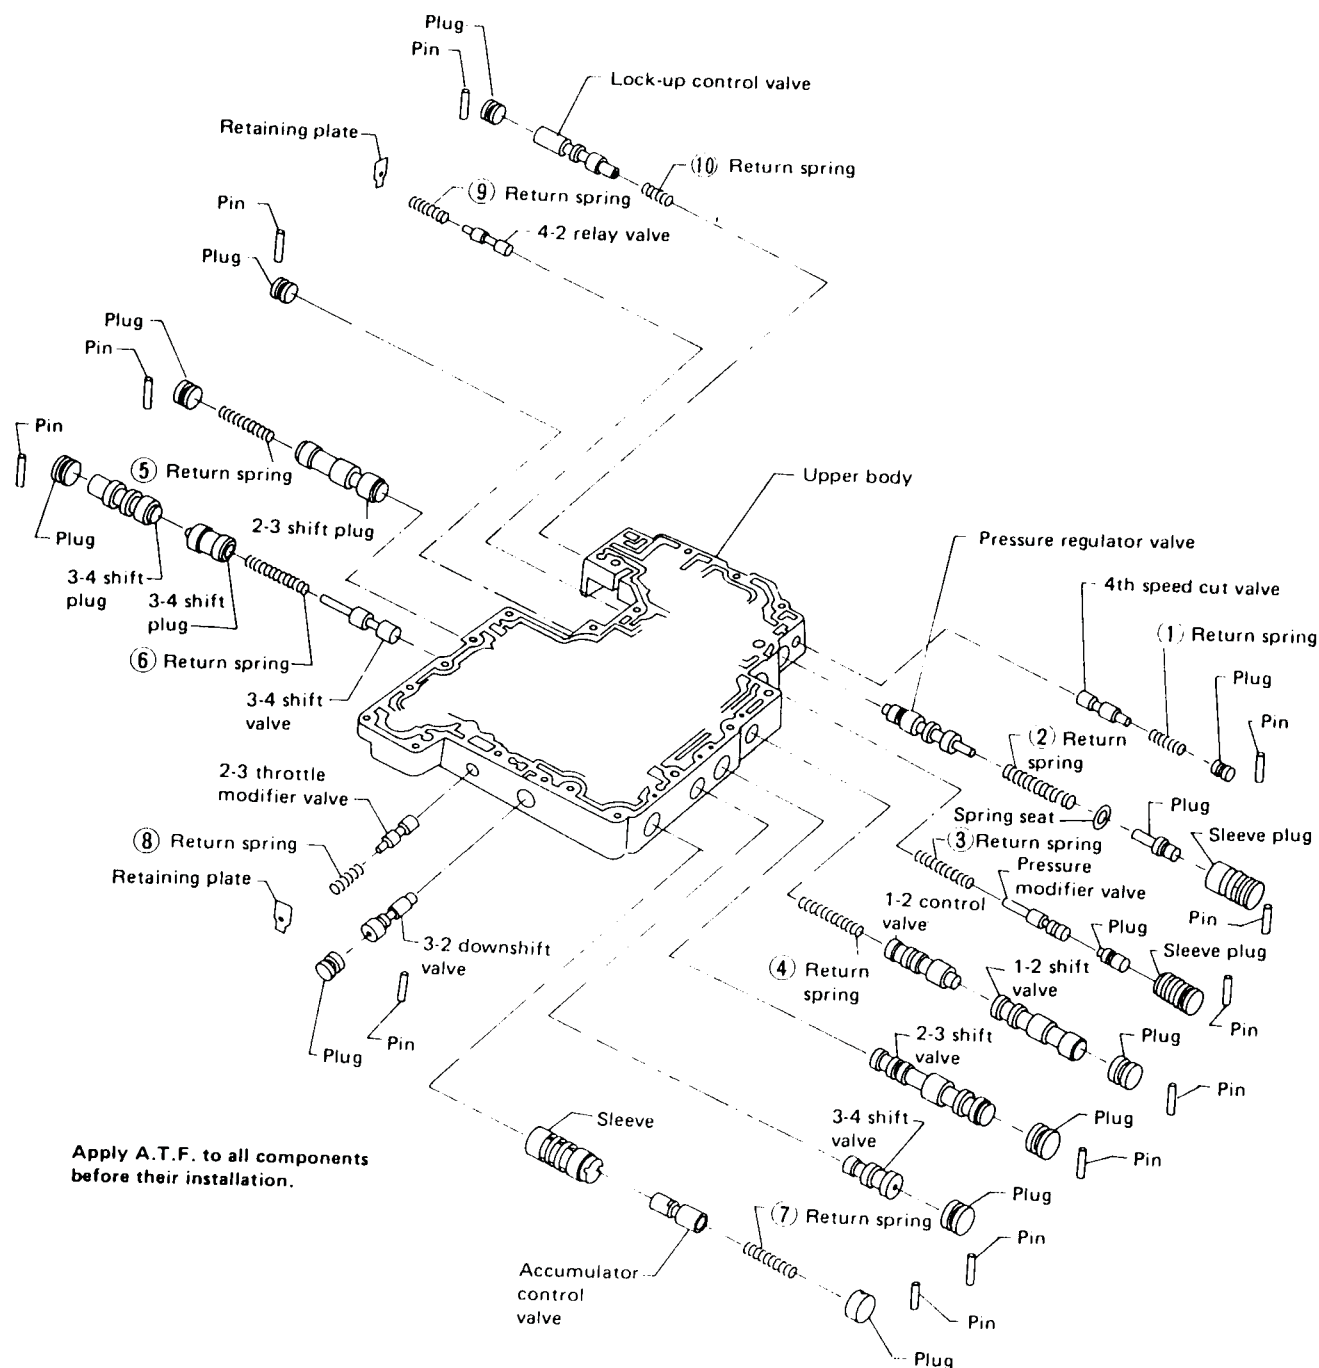 Plug
Pin
Lock-up control valve
Retaining plate
(10) Return spring
(9) Return spring
Pin
4-2 relay valve
Plug
Plug
Pin
Pin
(5) Return spring
Upper body
2-3 shift plug
Plug
Pressure regulator valve
3-4 shift
plug
3-4 shift
plug
4th speed cut valve
(1) Return spring
(6) Return spring
Plug
3-4 shift
valve
Pin
(2) Return
spring
2-3 throttle
modifier valve
Plug
Spring seat
Sleeve plug
(8) Return spring
(3) Return spring
Pressure
modifier valve
Retaining plate
1-2 control
valve
Pin
Plug
3-2 downshift
valve
Sleeve plug
(4) Return
spring
1-2 shift
valve
Pin
Pin
Plug
Plug
2-3 shift
valve
Pin
Plug
Sleeve
3-4 shift
valve
Pin
Apply A.T.F. to all components
before their installation.
Plug
(7) Return spring
Pin
Accumulator
control
valve
Pin
Plug